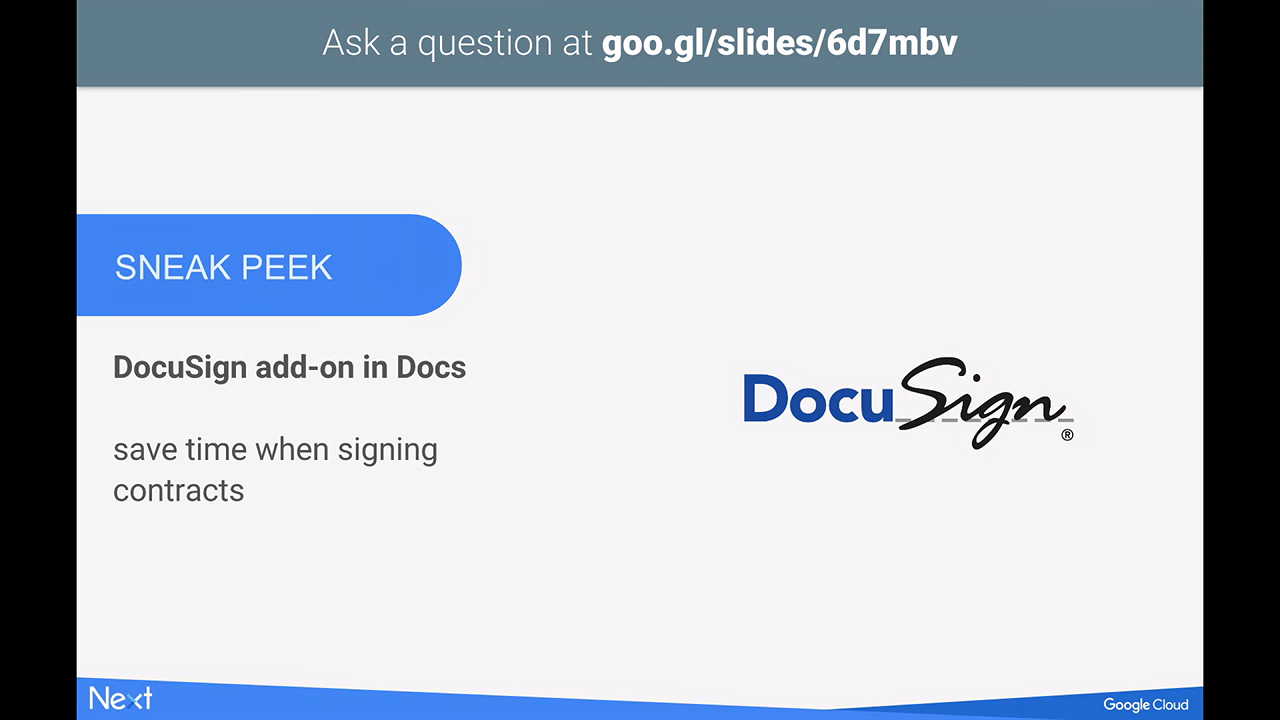 Ask a question at goo.gl/slides/6d7mbv
SNEAK PEEK
DocuSign add-on in Docs
save time when signing
contracts
DocuSign®
Next
Google Cloud